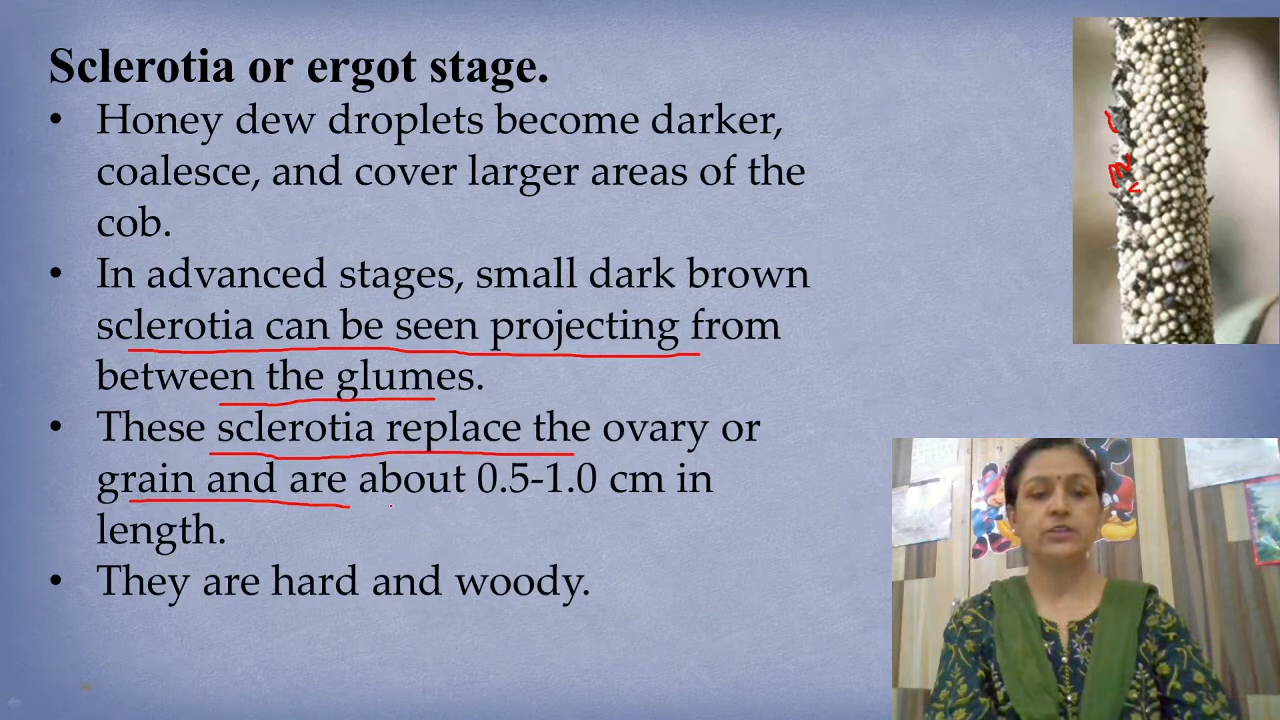 Sclerotia or ergot stage.
• Honey dew droplets become darker,
coalesce, and cover larger areas of the
cob.
• In advanced stages, small dark brown
sclerotia can be seen projecting from
between the glumes.
• These sclerotia replace the ovary or
grain and are about 0.5-1.0 cm in
length.
• They are hard and woody.